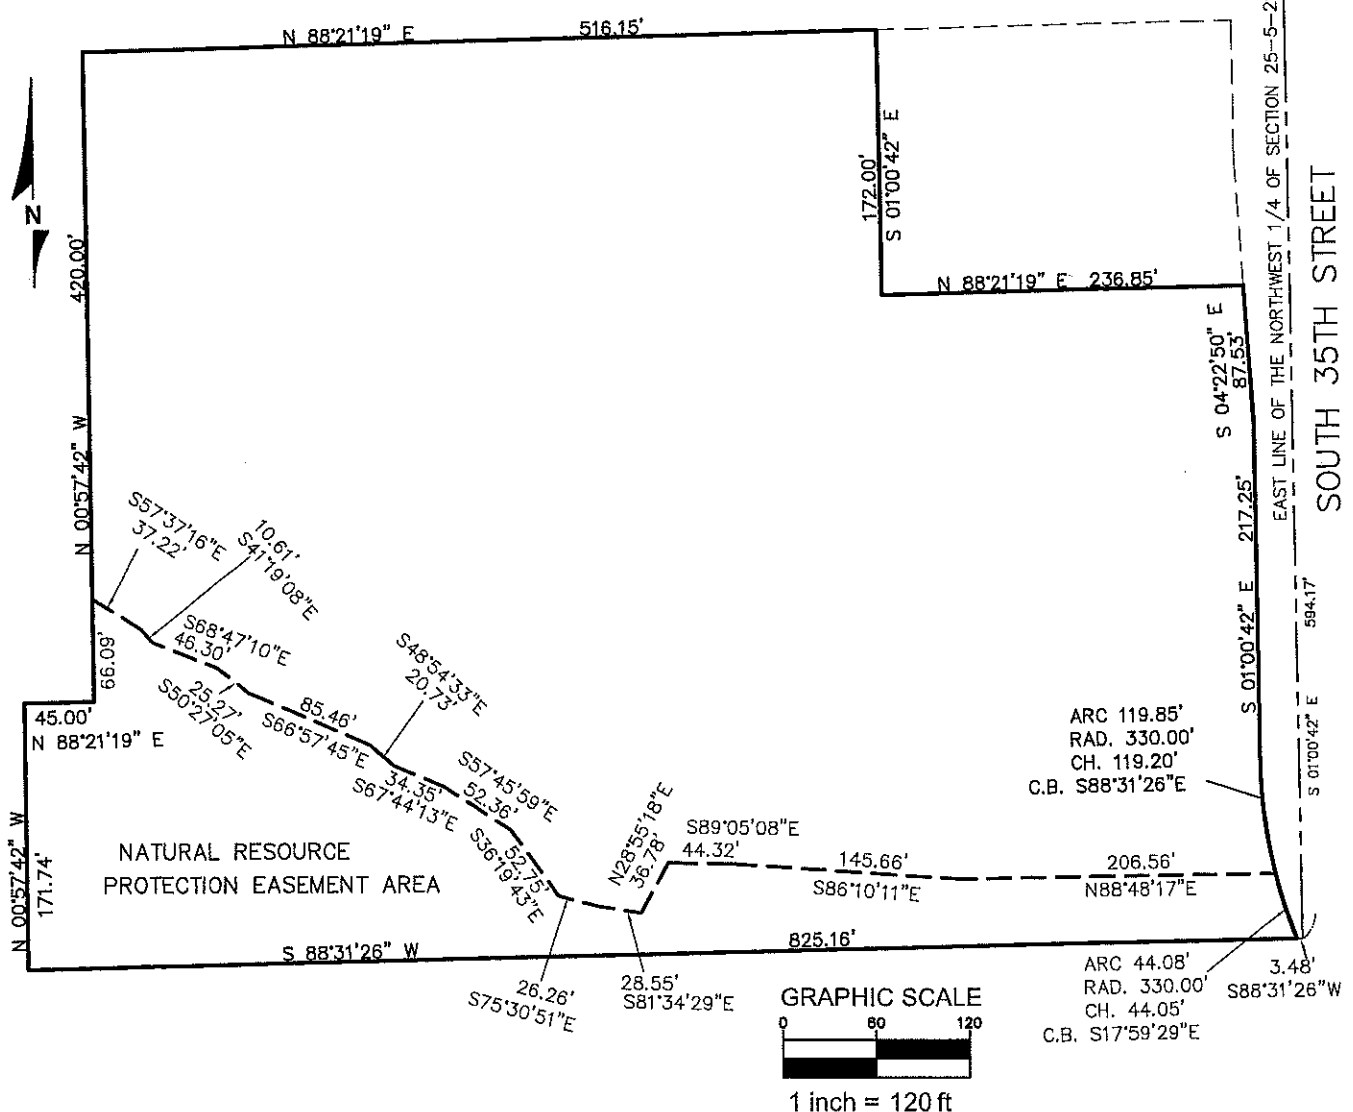 N 88°21'19" E 516.15'
EAST LINE OF THE NORTHWEST 1/4 OF SECTION 25-5-2
SOUTH 35TH STREET
N
172.00'
S 01°00'42" E
N 88°21'19" E 236.85'
S 04°22'50" E
87.53'
420.00'
N 00°57'42" W
S 01°00'42" E 217.25'
594.17'
S 01°00'42" E
S57°37'16"E
37.22'
10.61'
S41°19'08"E
S68°47'10"E
46.30'
66.09'
25.27'
S50°27'05"E
85.46'
S66°57'45"E
S48°54'33"E
20.73'
34.35'
S67°44'13"E
S57°45'59"E
52.36'
52.75'
S36°19'43"E
45.00'
N 88°21'19" E
ARC 119.85'
RAD. 330.00'
CH. 119.20'
C.B. S88°31'26"E
N28°55'18"E
36.78'
S89°05'08"E
44.32'
145.66'
S86°10'11"E
206.56'
N88°48'17"E
N 00°57'42" W
171.74'
NATURAL RESOURCE
PROTECTION EASEMENT AREA
S 88°31'26" W 825.16'
26.26'
S75°30'51"E
28.55'
S81°34'29"E
ARC 44.08'
RAD. 330.00'
CH. 44.05'
C.B. S17°59'29"E
3.48'
S88°31'26"W
GRAPHIC SCALE
0 60 120
1 inch = 120 ft